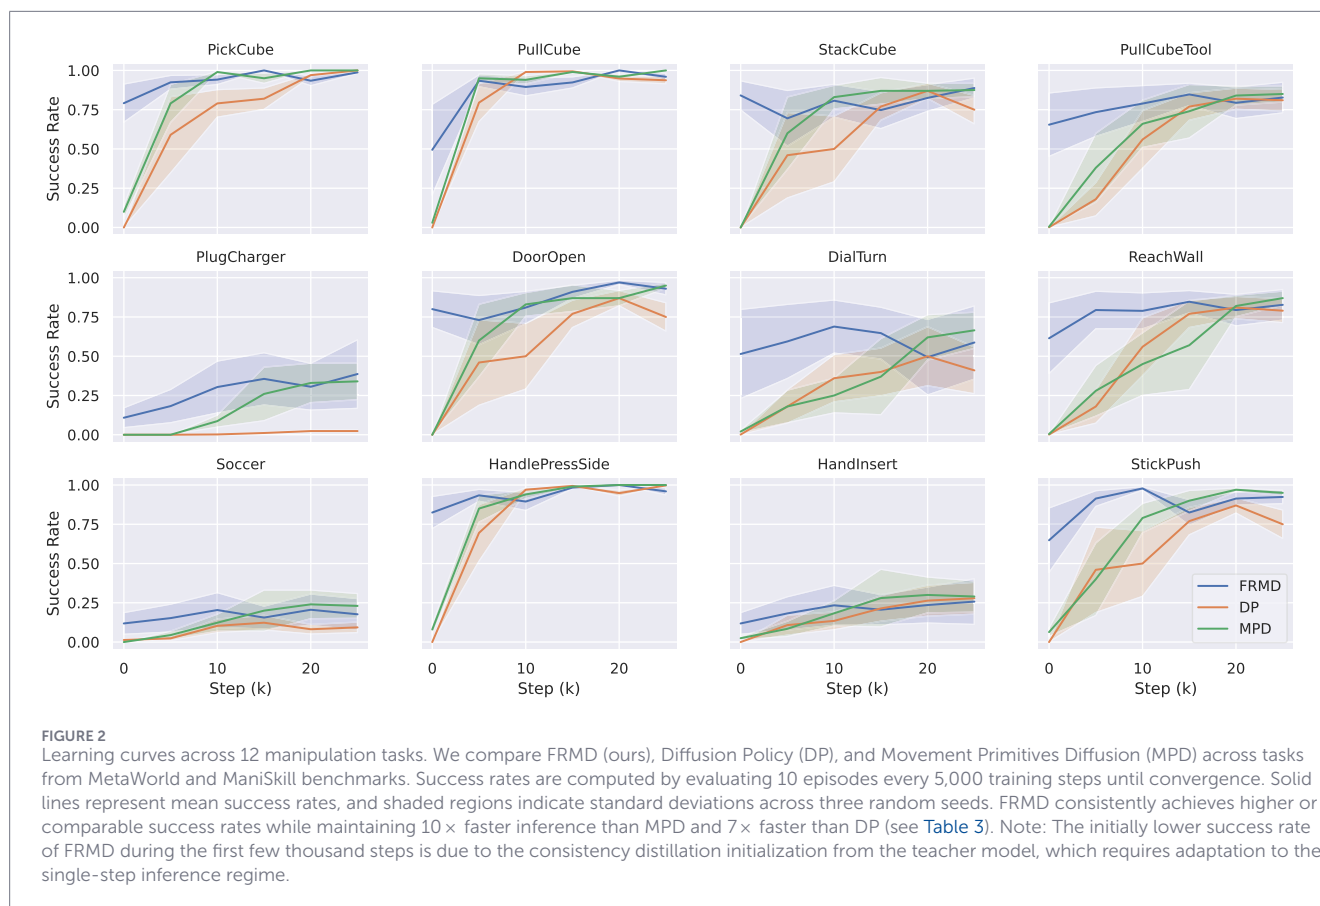 PickCube
PullCube
StackCube
PullCubeTool
Success Rate
1.00
0.75
0.50
0.25
0.00
PlugCharger
DoorOpen
DialTurn
ReachWall
Success Rate
1.00
0.75
0.50
0.25
0.00
Soccer
HandlePressSide
HandInsert
StickPush
Success Rate
1.00
0.75
0.50
0.25
0.00
FRMD
DP
MPD
0 10 20
0 10 20
0 10 20
0 10 20
Step (k)
Step (k)
Step (k)
Step (k)
FIGURE 2
Learning curves across 12 manipulation tasks. We compare FRMD (ours), Diffusion Policy (DP), and Movement Primitives Diffusion (MPD) across tasks
from MetaWorld and ManiSkill benchmarks. Success rates are computed by evaluating 10 episodes every 5,000 training steps until convergence. Solid
lines represent mean success rates, and shaded regions indicate standard deviations across three random seeds. FRMD consistently achieves higher or
comparable success rates while maintaining 10× faster inference than MPD and 7× faster than DP (see Table 3). Note: The initially lower success rate
of FRMD during the first few thousand steps is due to the consistency distillation initialization from the teacher model, which requires adaptation to the
single-step inference regime.